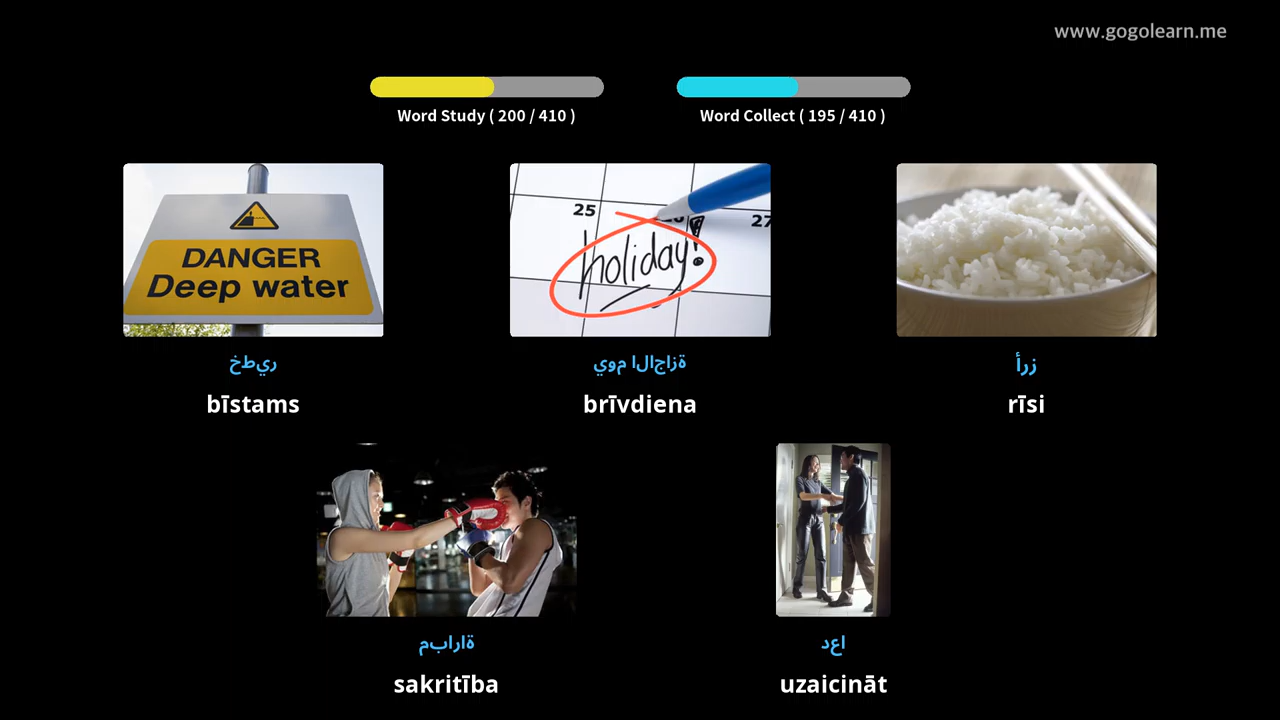 www.gogolearn.me
Word Study ( 200 / 410 )
Word Collect ( 195 / 410 )
DANGER
Deep water
25
26
27
holiday!
خطير
يوم الاجازة
أرز
bīstams
brīvdiena
rīsi
مباراة
دعا
sakritība
uzaicināt